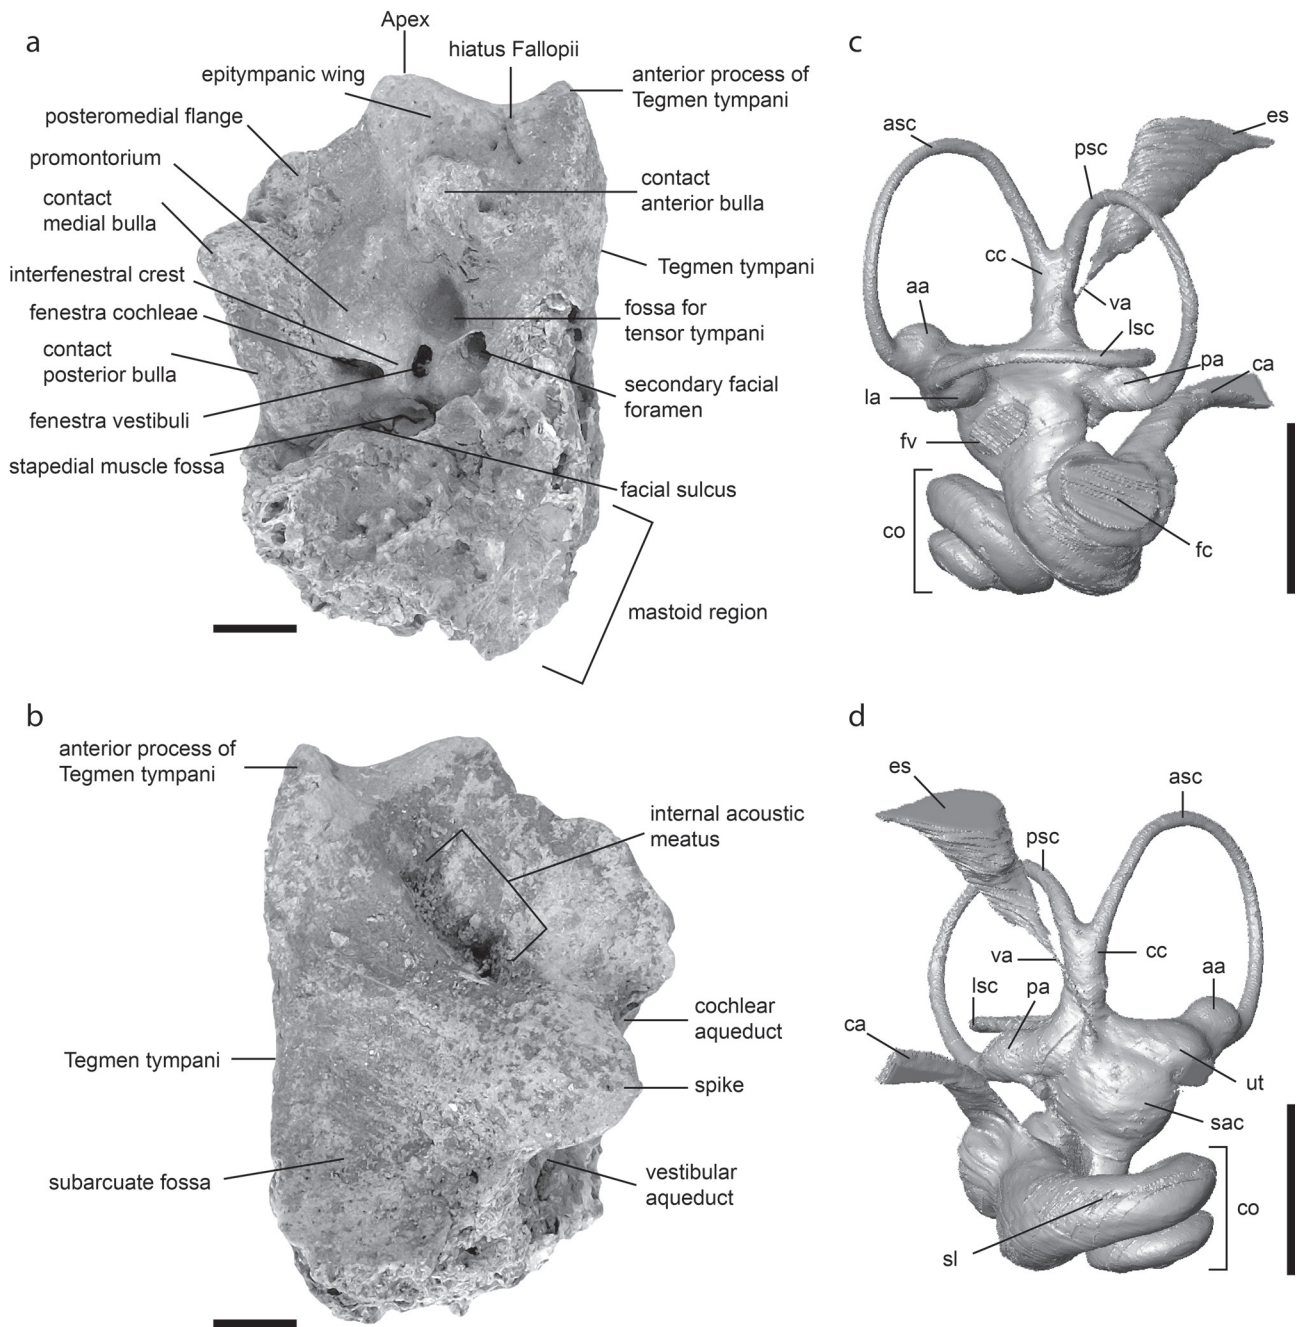 a
Apex
hiatus Fallopii
epitympanic wing
anterior process of
Tegmen tympani
posteromedial flange
promontorium
contact
medial bulla
contact
anterior bulla
interfenestral crest
Tegmen tympani
fenestra cochleae
fossa for
tensor tympani
contact
posterior bulla
secondary facial
foramen
fenestra vestibuli
stapedial muscle fossa
facial sulcus
mastoid region
c
es
asc
psc
cc
va
aa
lsc
pa
ca
la
fv
co
fc
b
anterior process of
Tegmen tympani
internal acoustic
meatus
cochlear
aqueduct
Tegmen tympani
spike
subarcuate fossa
vestibular
aqueduct
d
es
asc
psc
va
cc
lsc
pa
aa
ca
ut
sac
co
sl